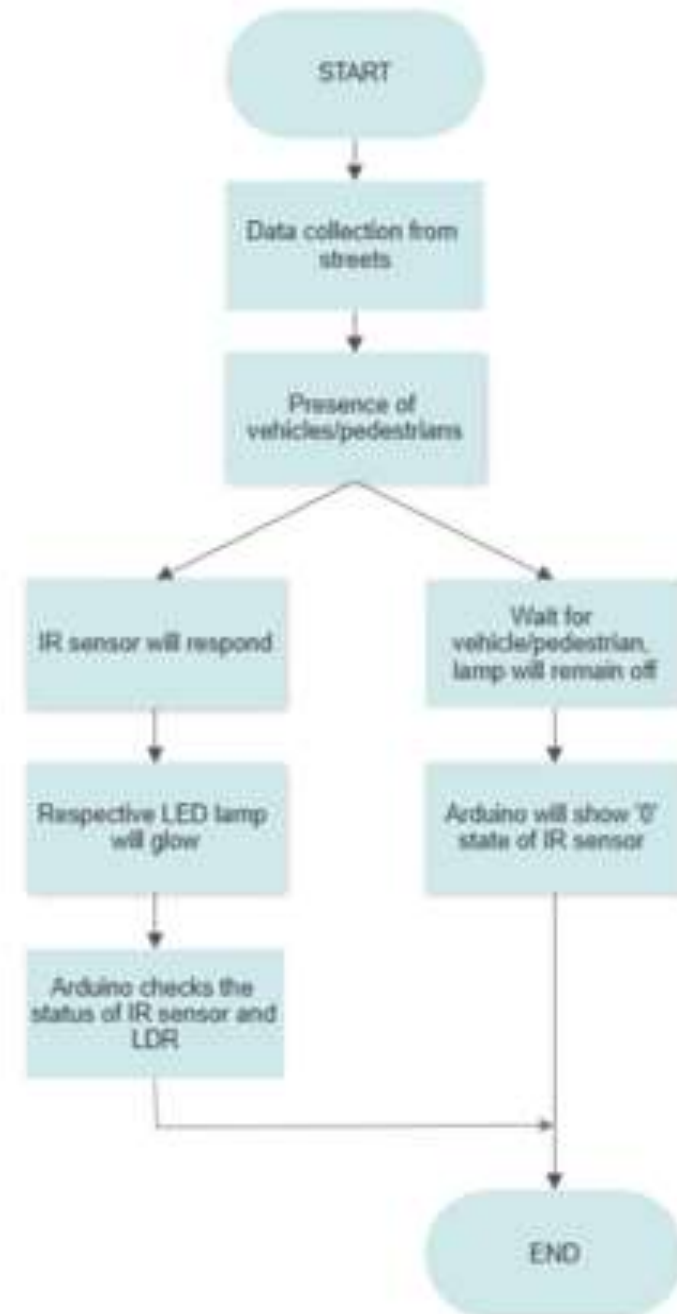 START
Data collection from
streets
Presence of
vehicles/pedestrians
IR sensor will respond
Wait for
vehicle/pedestrian,
lamp will remain off
Respective LED lamp
will glow
Arduino will show '0'
state of IR sensor
Arduino checks the
status of IR sensor and
LDR
END